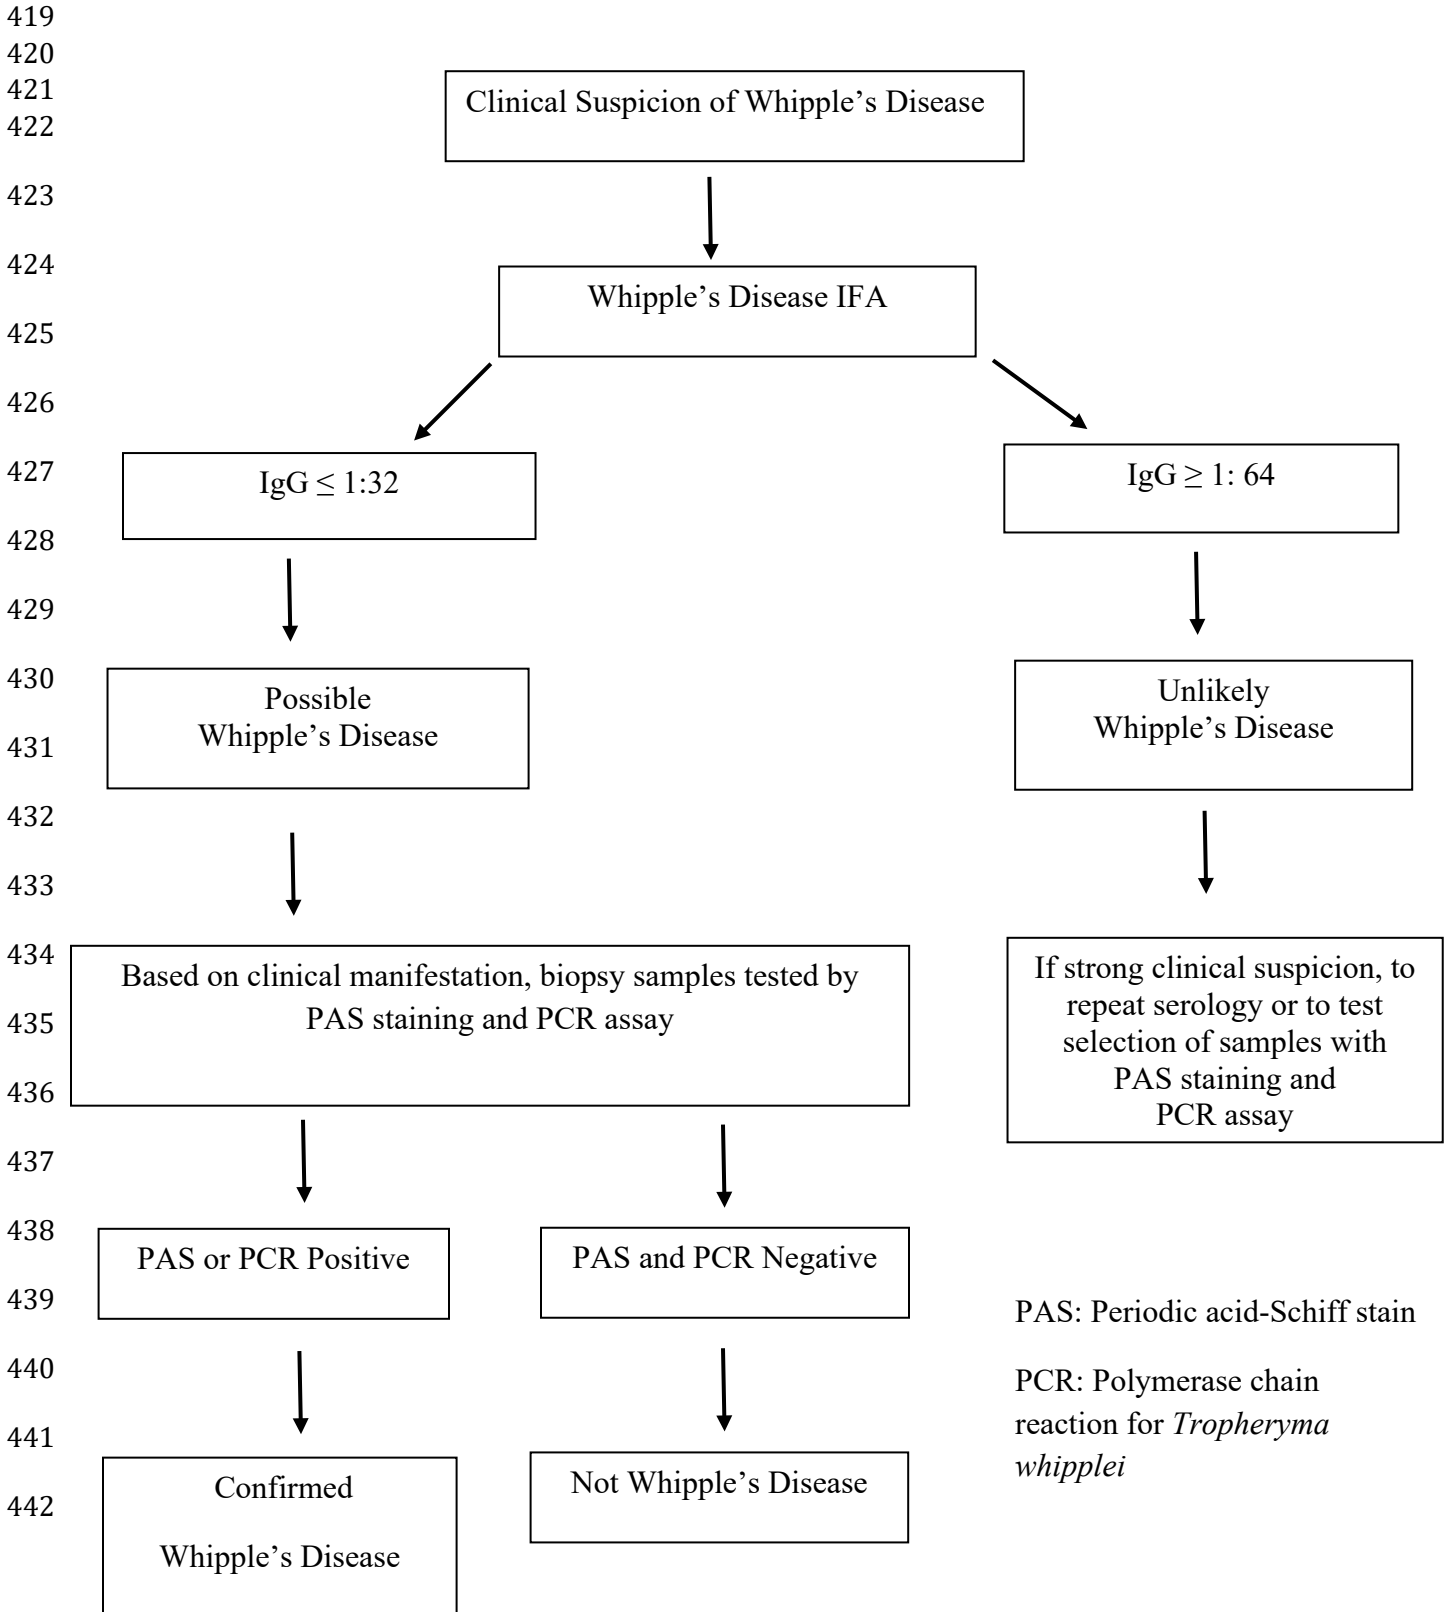 419
420
421
Clinical Suspicion of Whipple's Disease
422
423
424
Whipple's Disease IFA
425
426
427
IgG ≤ 1:32
IgG ≥ 1: 64
428
429
430
Possible
Whipple's Disease
Unlikely
Whipple's Disease
431
432
433
434
Based on clinical manifestation, biopsy samples tested by
PAS staining and PCR assay
If strong clinical suspicion, to
repeat serology or to test
selection of samples with
PAS staining and
PCR assay
435
436
437
438
PAS or PCR Positive
PAS and PCR Negative
439
PAS: Periodic acid-Schiff stain
440
PCR: Polymerase chain
reaction for Tropheryma
whipplei
441
Confirmed
Whipple's Disease
Not Whipple's Disease
442